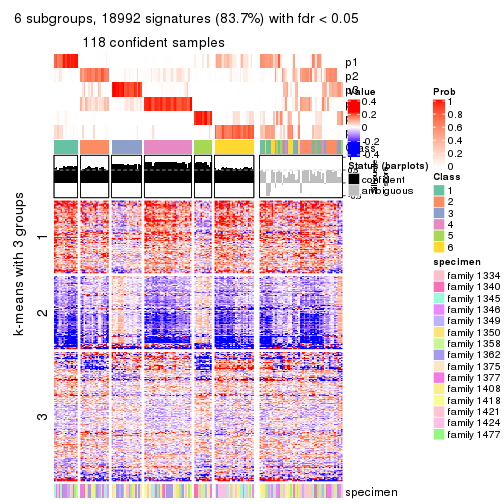 6 subgroups, 18992 signatures (83.7%) with fdr < 0.05
118 confident samples
p1
p2
Value
0.4
0.2
0
-0.2
-0.4
Prob
1
0.8
0.6
0.4
0.2
0
Status (barplots)
confident
ambiguous
Class
1
2
3
4
5
6
k-means with 3 groups
1
2
3
specimen
family 1334
family 1340
family 1345
family 1346
family 1349
family 1350
family 1358
family 1362
family 1375
family 1377
family 1408
family 1418
family 1421
family 1424
family 1477
specimen